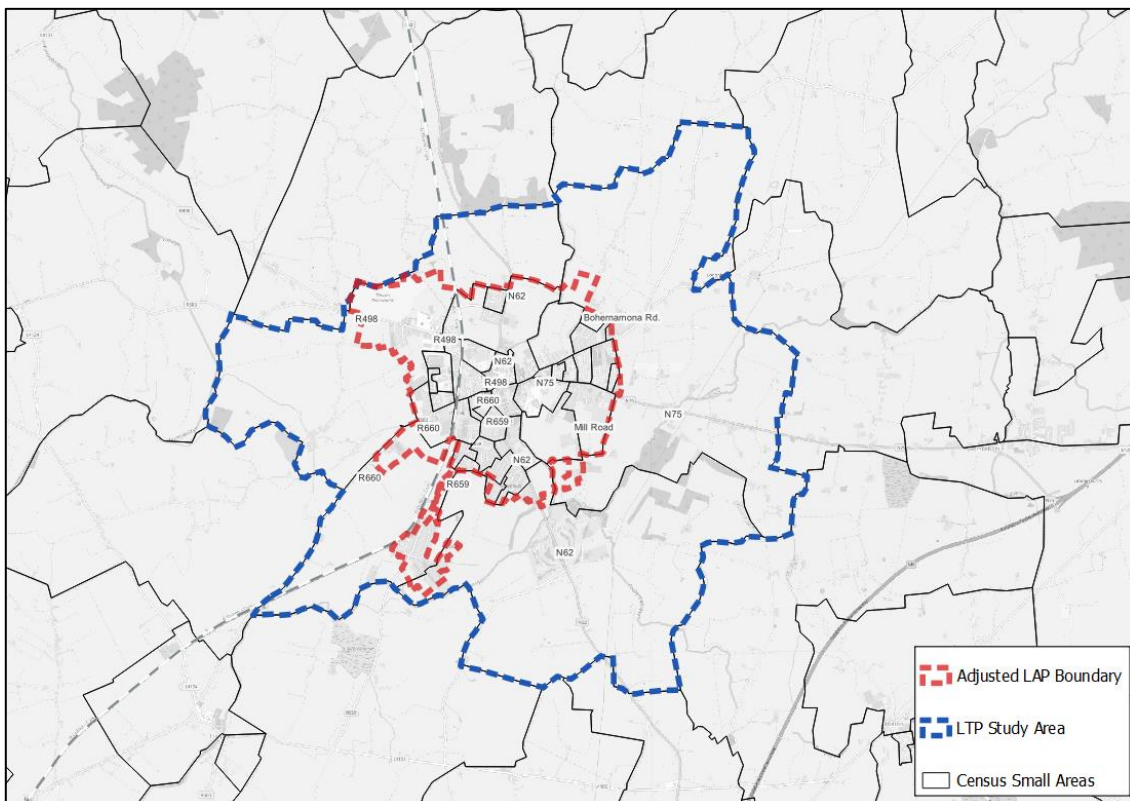 N62
Bohernamona Rd.
R498
R498
N62
R498
N75
R660
R659
N75
R660
Mill Road
N62
R660
R659
N62
Adjusted LAP Boundary
LTP Study Area
Census Small Areas